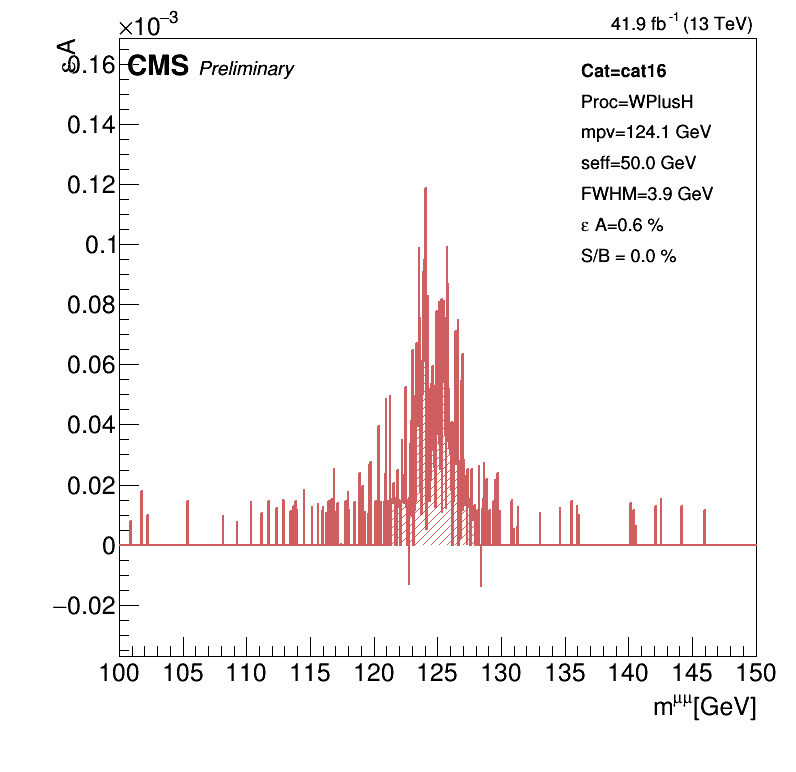 ×10⁻³
41.9 fb⁻¹ (13 TeV)
ε A
CMS Preliminary
Cat=cat16
Proc=WPlusH
mpv=124.1 GeV
seff=50.0 GeV
FWHM=3.9 GeV
ε A=0.6 %
S/B = 0.0 %
0.16
0.14
0.12
0.1
0.08
0.06
0.04
0.02
0
−0.02
100 105 110 115 120 125 130 135 140 145 150
m^μμ[GeV]